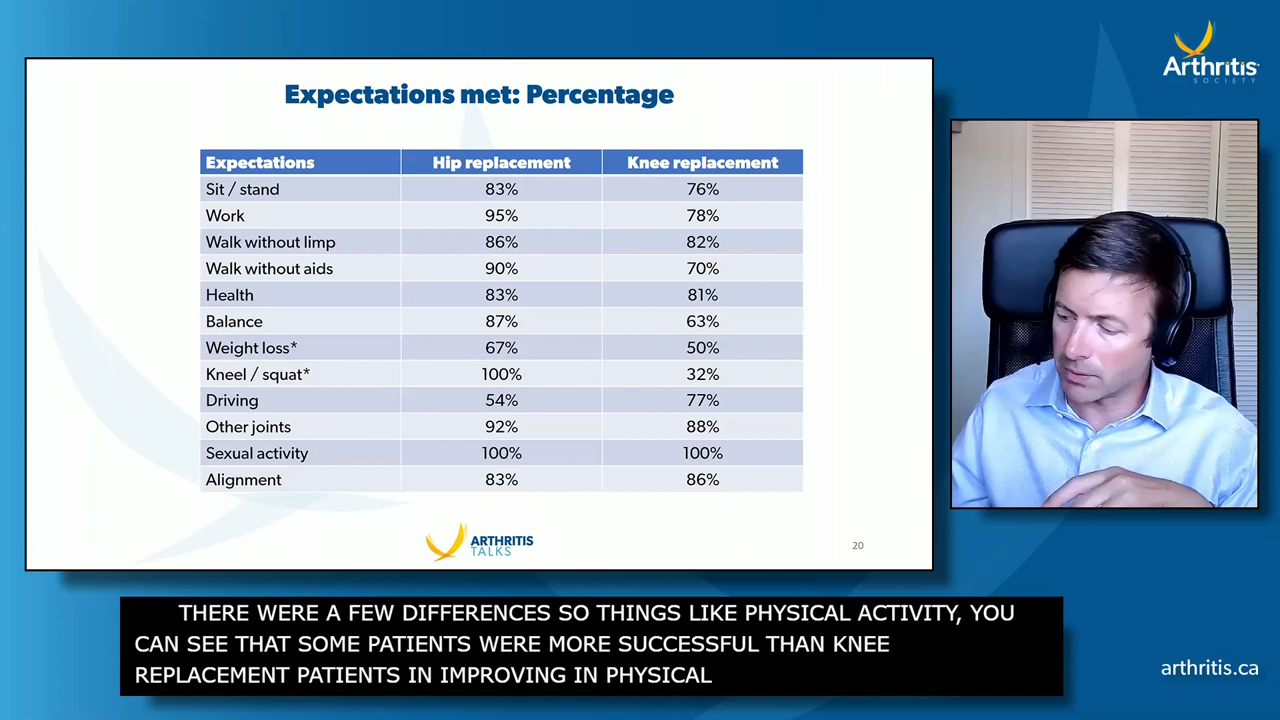 Arthritis
SOCIETY
Expectations met: Percentage
Expectations Hip replacement Knee replacement
Sit / stand 83% 76%
Work 95% 78%
Walk without limp 86% 82%
Walk without aids 90% 70%
Health 83% 81%
Balance 87% 63%
Weight loss* 67% 50%
Kneel / squat* 100% 32%
Driving 54% 77%
Other joints 92% 88%
Sexual activity 100% 100%
Alignment 83% 86%
ARTHRITIS
TALKS
20
THERE WERE A FEW DIFFERENCES SO THINGS LIKE PHYSICAL ACTIVITY, YOU
CAN SEE THAT SOME PATIENTS WERE MORE SUCCESSFUL THAN KNEE
REPLACEMENT PATIENTS IN IMPROVING IN PHYSICAL
arthritis.ca